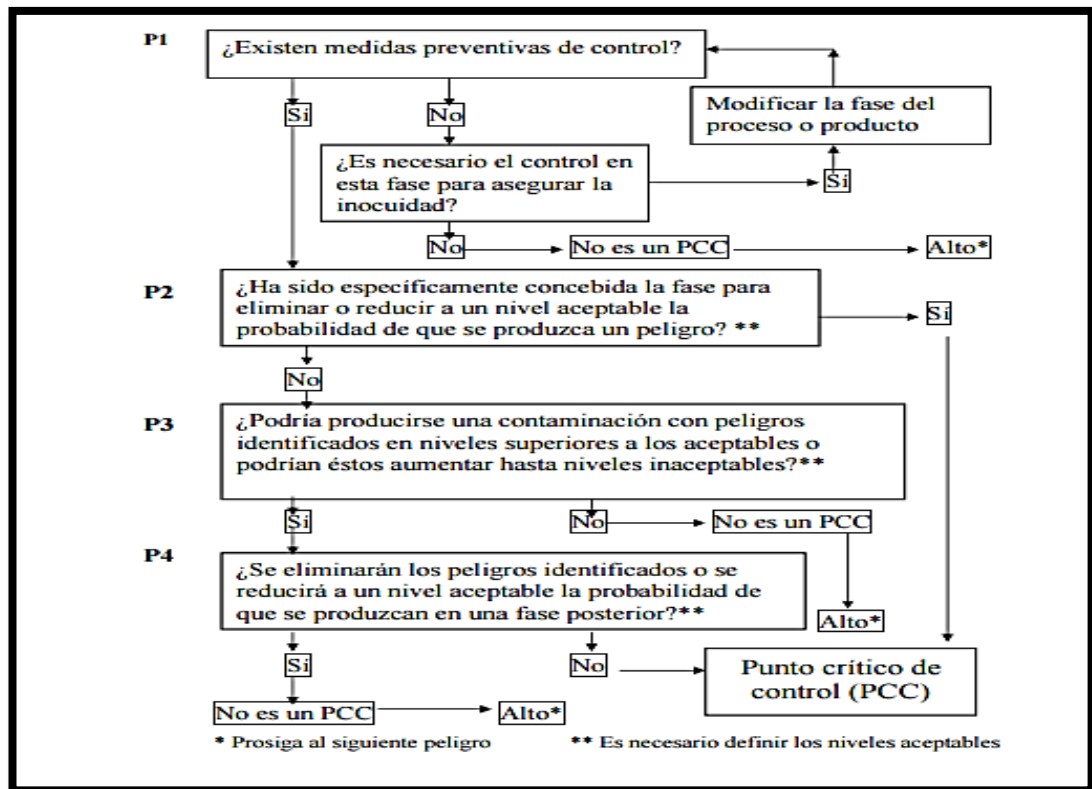 P1
¿Existen medidas preventivas de control?
Sí
No
Modificar la fase del
proceso o producto
¿Es necesario el control en
esta fase para asegurar la
inocuidad?
Sí
No
No es un PCC
Alto*
P2
¿Ha sido específicamente concebida la fase para
eliminar o reducir a un nivel aceptable la
probabilidad de que se produzca un peligro? **
Sí
No
P3
¿Podría producirse una contaminación con peligros
identificados en niveles superiores a los aceptables o
podrían éstos aumentar hasta niveles inaceptables?**
Sí
No
No es un PCC
P4
¿Se eliminarán los peligros identificados o se
reducirá a un nivel aceptable la probabilidad de
que se produzcan en una fase posterior?**
Alto*
Sí
No
Punto crítico de
control (PCC)
No es un PCC
Alto*
* Prosiga al siguiente peligro
** Es necesario definir los niveles aceptables